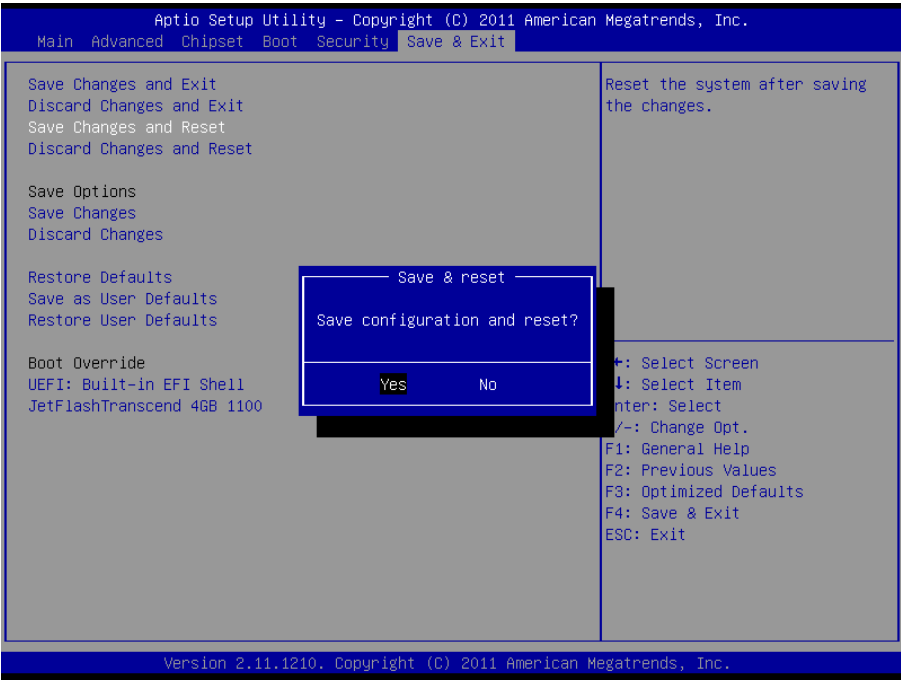 Aptio Setup Utility – Copyright (C) 2011 American Megatrends, Inc.
Main Advanced Chipset Boot Security Save & Exit
Save Changes and Exit
Discard Changes and Exit
Save Changes and Reset
Discard Changes and Reset
Save Options
Save Changes
Discard Changes
Restore Defaults
Save as User Defaults
Restore User Defaults
Boot Override
UEFI: Built-in EFI Shell
JetFlashTranscend 4GB 1100
Reset the system after saving
the changes.
Save & reset
Save configuration and reset?
Yes No
: Select Screen
: Select Item
nter: Select
/-: Change Opt.
F1: General Help
F2: Previous Values
F3: Optimized Defaults
F4: Save & Exit
ESC: Exit
Version 2.11.1210. Copyright (C) 2011 American Megatrends, Inc.